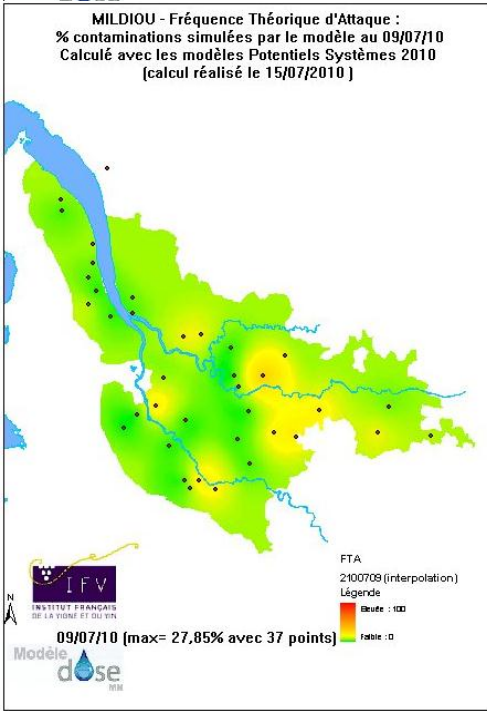 MILDIOU - Fréquence Théorique d'Attaque :
% contaminations simulées par le modèle au 09/07/10
Calculé avec les modèles Potentiels Systèmes 2010
(calcul réalisé le 15/07/2010 )
FTA
2100709 (interpolation)
Légende
Elevée : 100
Faible : 0
N
IFV
INSTITUT FRANÇAIS
DE LA VIGNE ET DU VIN
09/07/10 (max= 27,85% avec 37 points)
Modèle
dose
MM